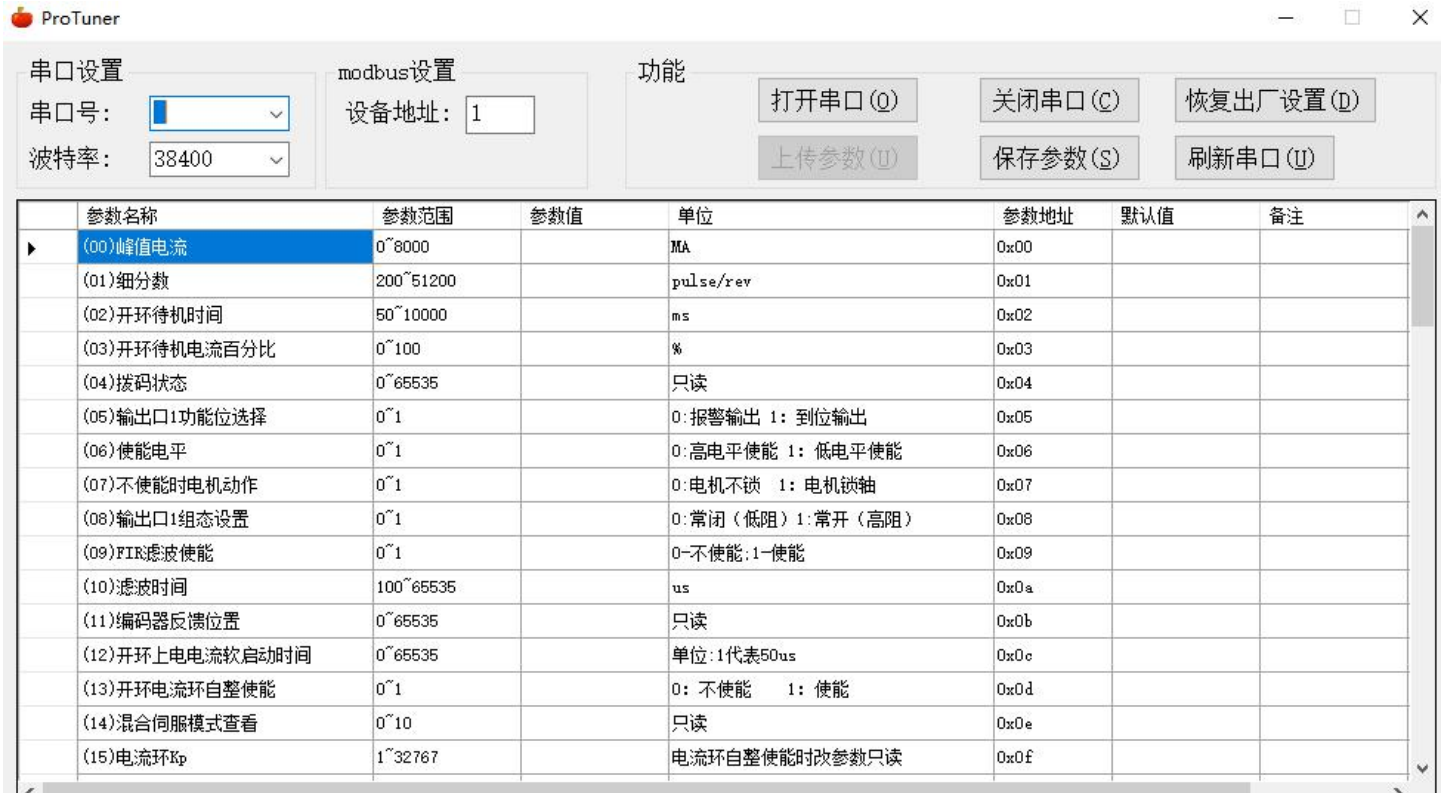 ProTuner
串口设置 modbus设置 功能
串口号: 设备地址: 1 打开串口(O) 关闭串口(C) 恢复出厂设置(D)
波特率: 38400 上传参数(U) 保存参数(S) 刷新串口(U)
参数名称 参数范围 参数值 单位 参数地址 默认值 备注
(00)峰值电流 0~8000 MA 0x00
(01)细分数 200~51200 pulse/rev 0x01
(02)开环待机时间 50~10000 ms 0x02
(03)开环待机电流百分比 0~100 % 0x03
(04)拨码状态 0~65535 只读 0x04
(05)输出口1功能位选择 0~1 0:报警输出 1: 到位输出 0x05
(06)使能电平 0~1 0:高电平使能 1: 低电平使能 0x06
(07)不使能时电机动作 0~1 0:电机不锁 1: 电机锁轴 0x07
(08)输出口1组态设置 0~1 0:常闭（低阻）1:常开（高阻） 0x08
(09)FIR滤波使能 0~1 0-不使能;1-使能 0x09
(10)滤波时间 100~65535 us 0x0a
(11)编码器反馈位置 0~65535 只读 0x0b
(12)开环上电电流软启动时间 0~65535 单位:1代表50us 0x0c
(13)开环电流环自整使能 0~1 0: 不使能 1: 使能 0x0d
(14)混合伺服模式查看 0~10 只读 0x0e
(15)电流环Kp 1~32767 电流环自整使能时改参数只读 0x0f